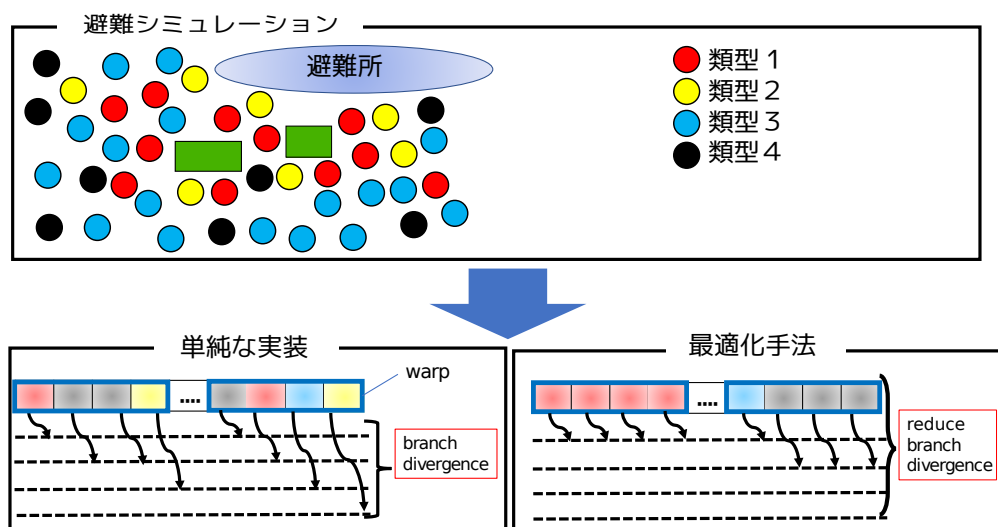 避難シミュレーション
避難所
類型１
類型２
類型３
類型４
単純な実装
warp
....
branch
divergence
最適化手法
....
reduce
branch
divergence